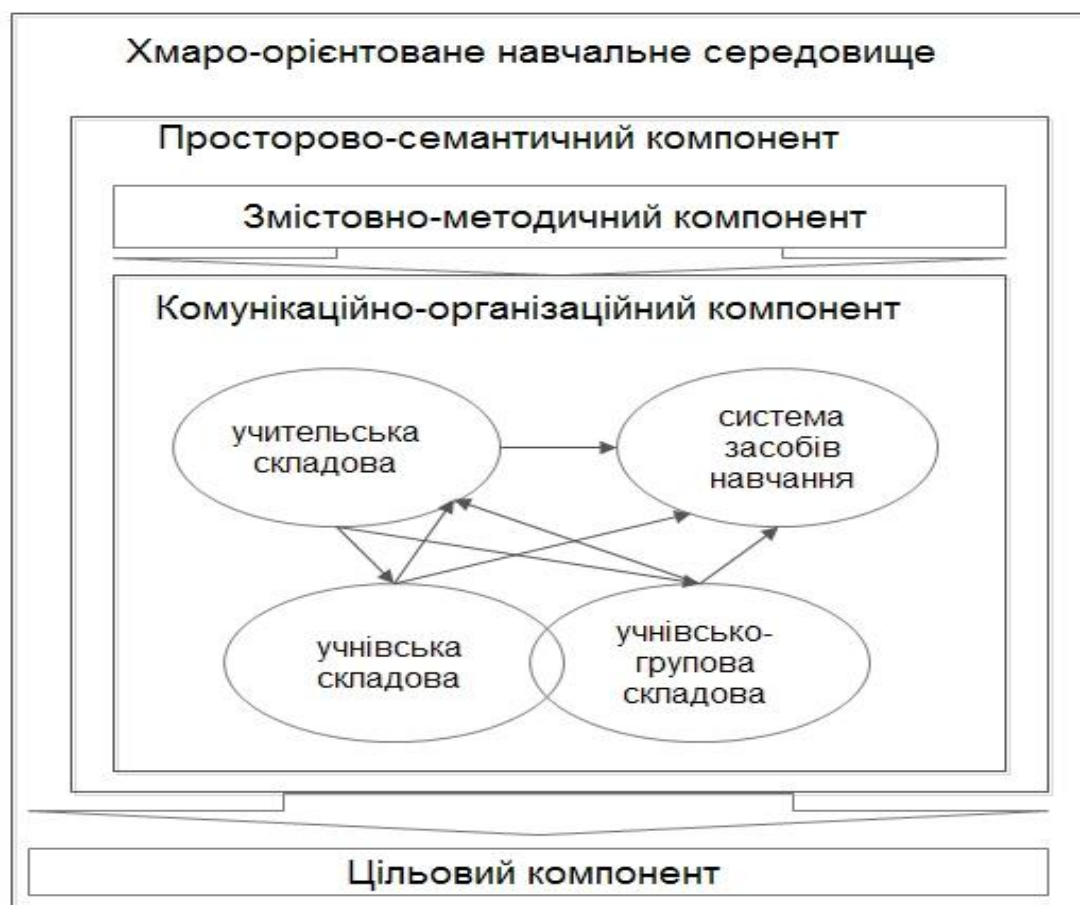 Хмаро-орієнтоване навчальне середовище
Просторово-семантичний компонент
Змістовно-методичний компонент
Комунікаційно-організаційний компонент
учительська
складова
система
засобів
навчання
учнівська
складова
учнівсько-
групова
складова
Цільовий компонент